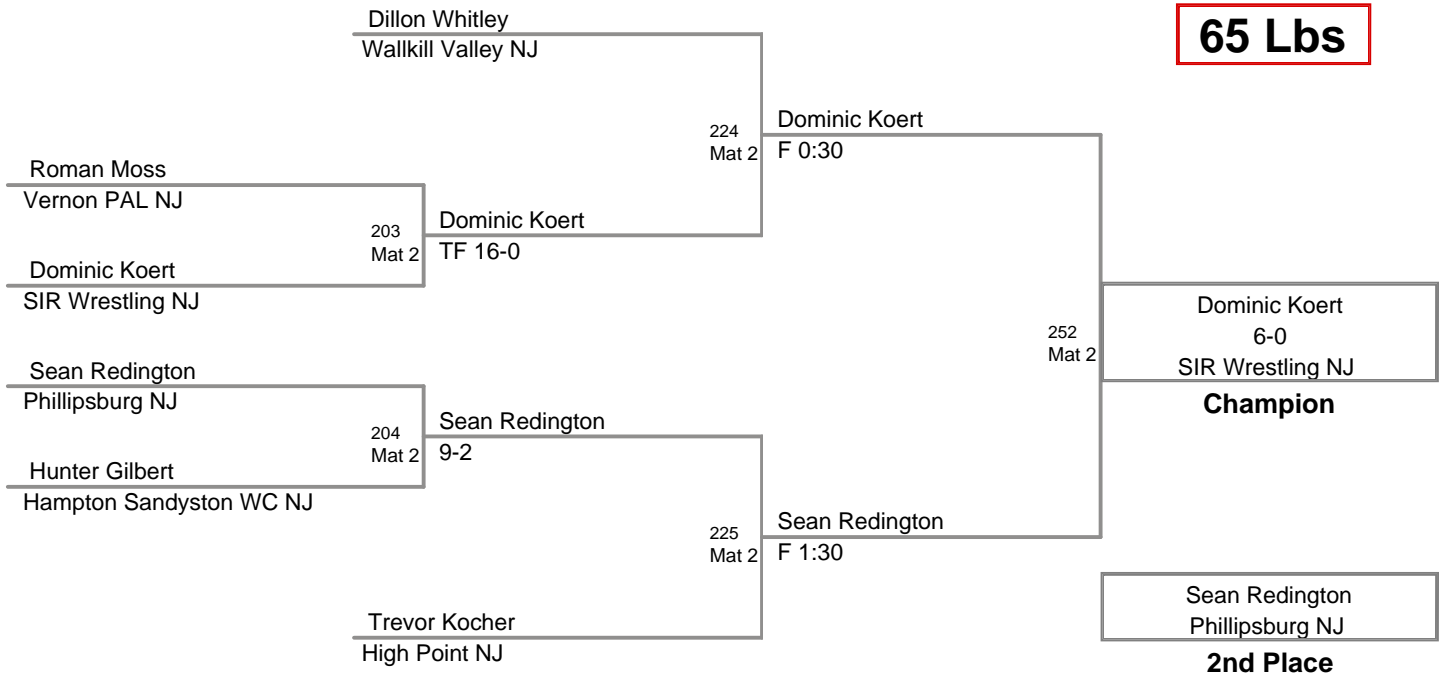 65 Lbs
Dillon Whitley
Wallkill Valley NJ
224
Mat 2
Dominic Koert
F 0:30
Roman Moss
Vernon PAL NJ
203
Mat 2
Dominic Koert
TF 16-0
Dominic Koert
SIR Wrestling NJ
252
Mat 2
Dominic Koert
6-0
SIR Wrestling NJ
Champion
Sean Redington
Phillipsburg NJ
204
Mat 2
Sean Redington
9-2
Hunter Gilbert
Hampton Sandyston WC NJ
225
Mat 2
Sean Redington
F 1:30
Trevor Kocher
High Point NJ
Sean Redington
Phillipsburg NJ
2nd Place